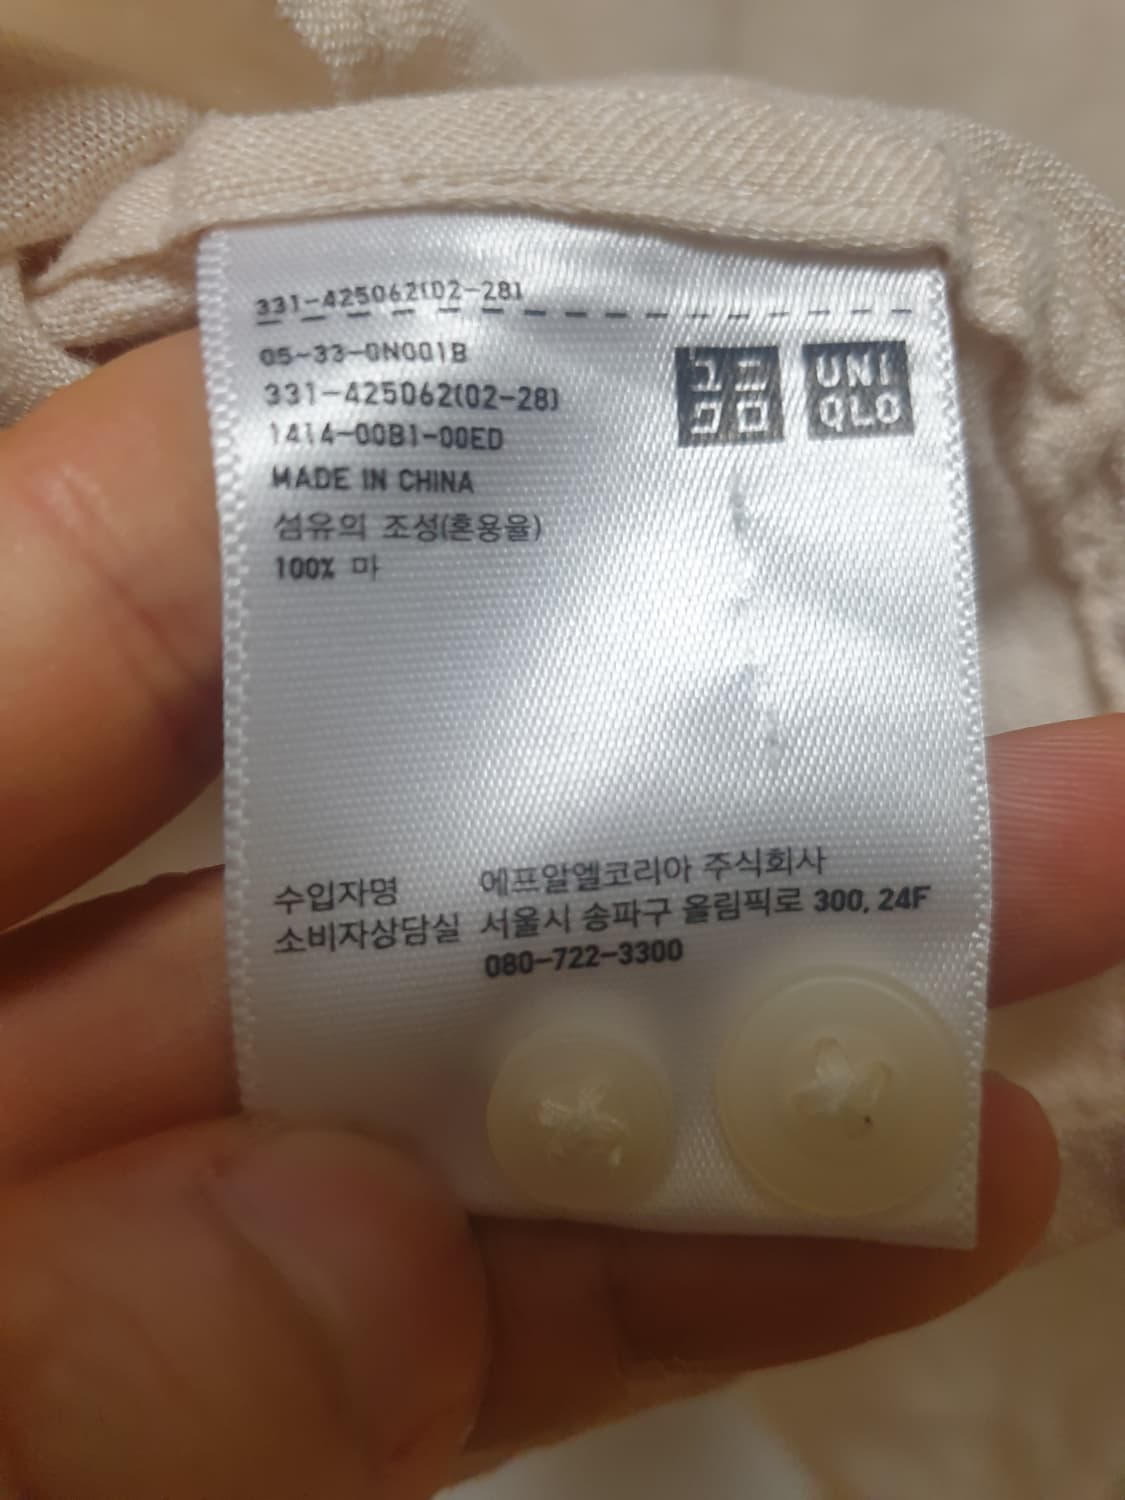 331-425062(02-28)
05-33-0N001B
331-425062(02-28)
1414-00B1-00ED
MADE IN CHINA
섬유의 조성(혼용율)
100% 마
ユニ
クロ
UNI
QLO
수입자명 에프알엘코리아 주식회사
소비자상담실 서울시 송파구 올림픽로 300, 24F
080-722-3300